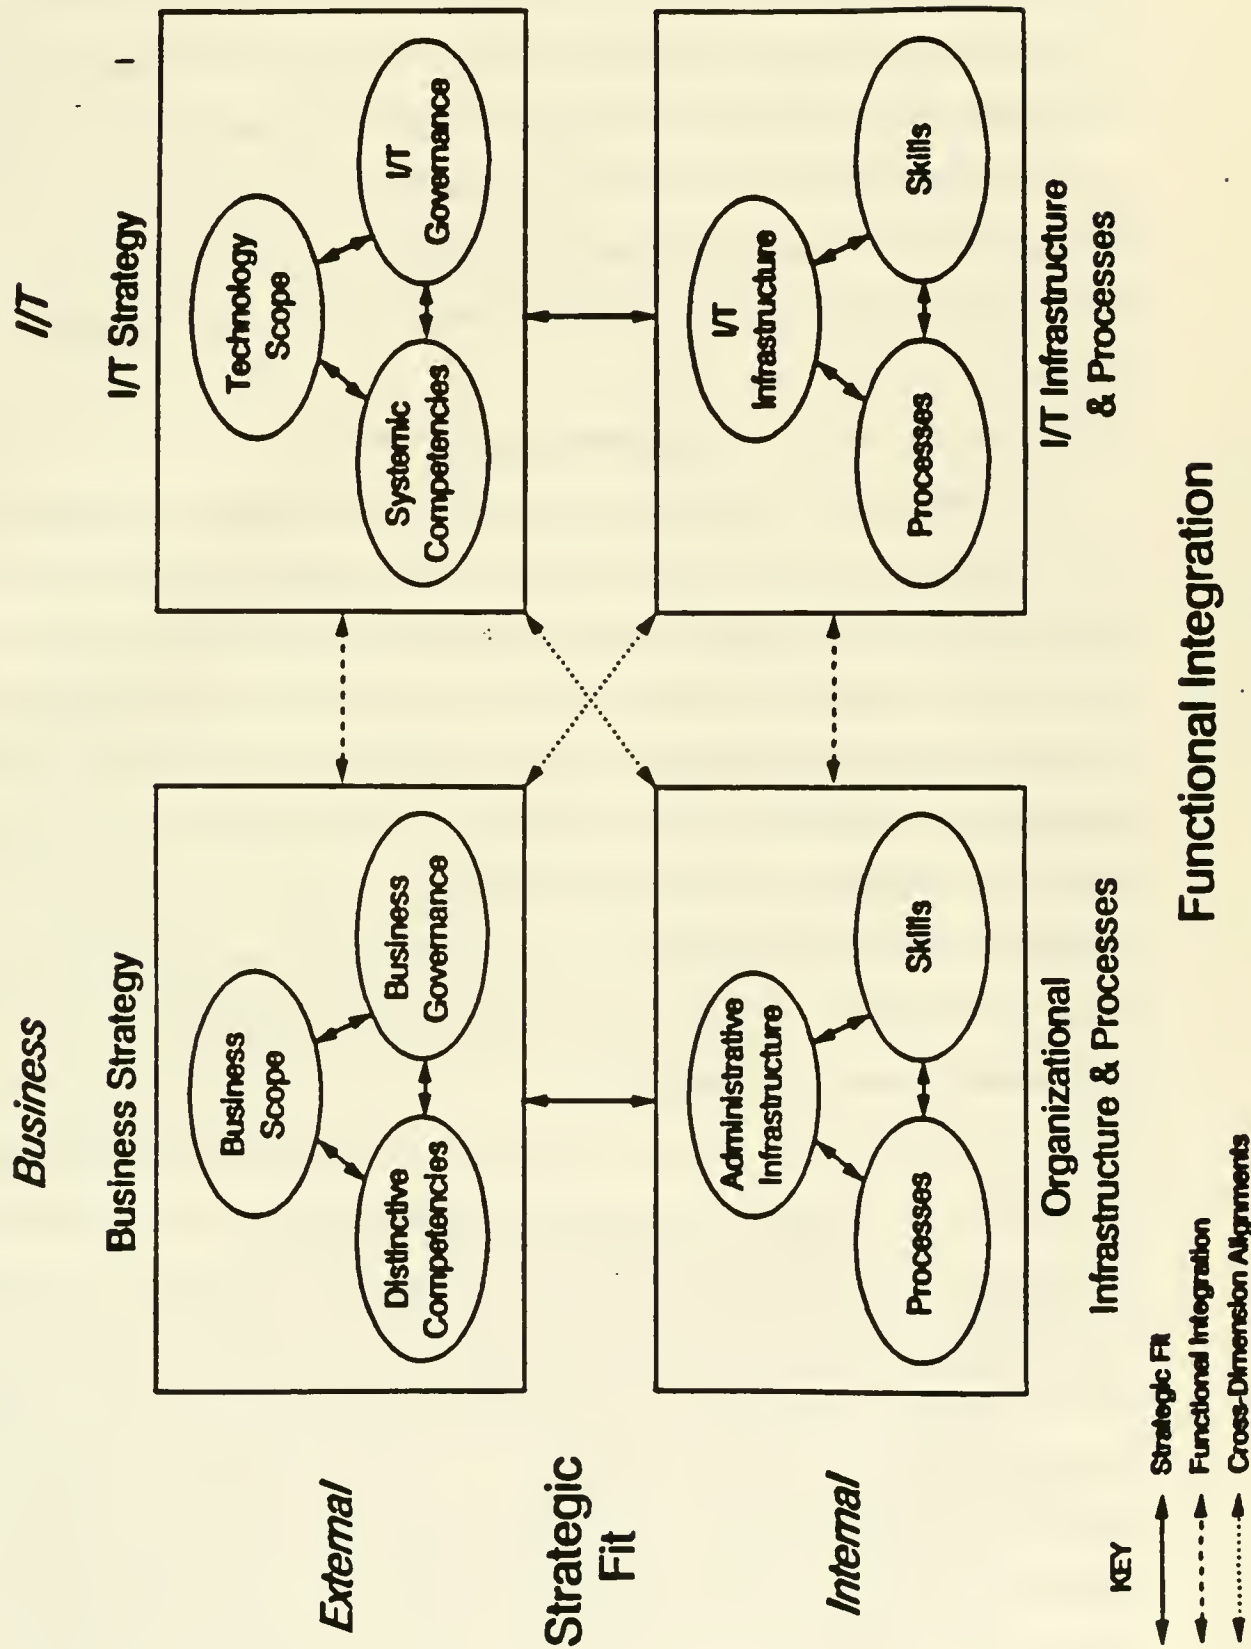 Business
I/T
Business Strategy
I/T Strategy
External
Business
Scope
Distinctive
Competencies
Business
Governance
Technology
Scope
Systemic
Competencies
I/T
Governance
Strategic
Fit
Internal
Administrative
Infrastructure
Processes
Skills
I/T
Infrastructure
Processes
Skills
Organizational
Infrastructure & Processes
I/T Infrastructure
& Processes
Functional Integration
KEY
Strategic Fit
Functional Integration
Cross-Dimension Alignments